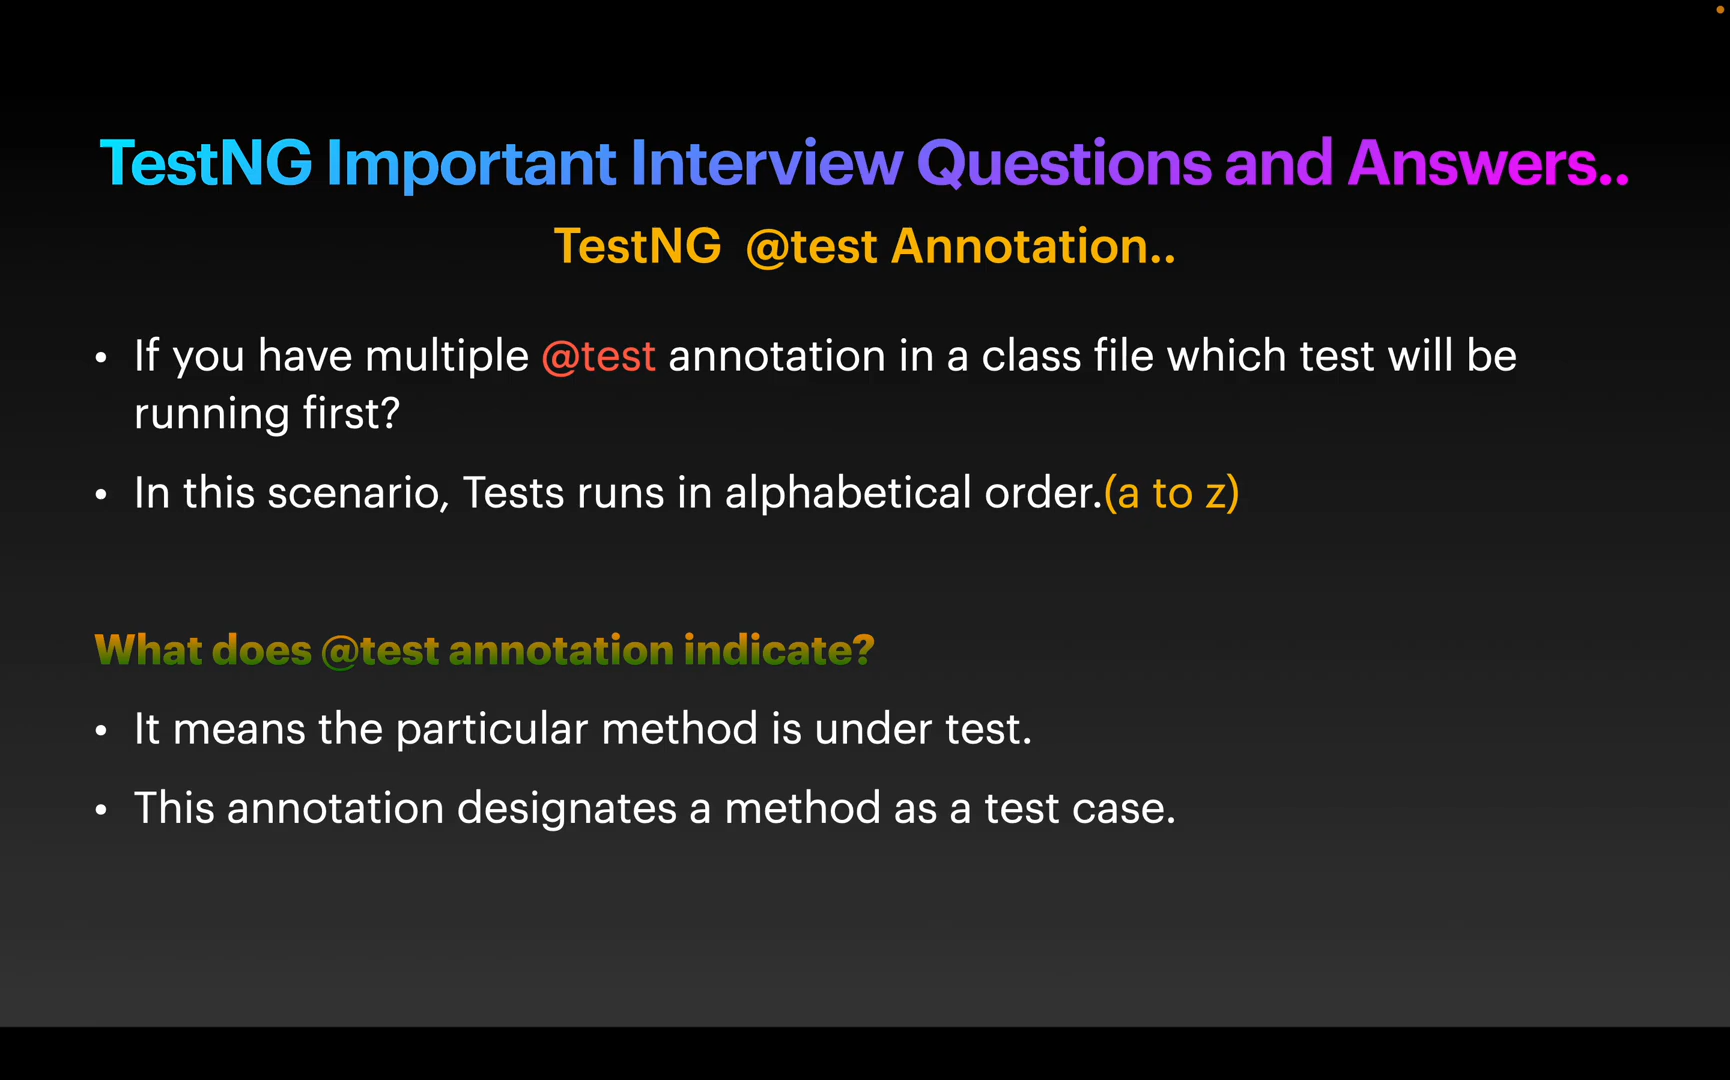 TestNG Important Interview Questions and Answers..
TestNG @test Annotation..
• If you have multiple @test annotation in a class file which test will be
running first?
• In this scenario, Tests runs in alphabetical order.(a to z)
What does @test annotation indicate?
• It means the particular method is under test.
• This annotation designates a method as a test case.